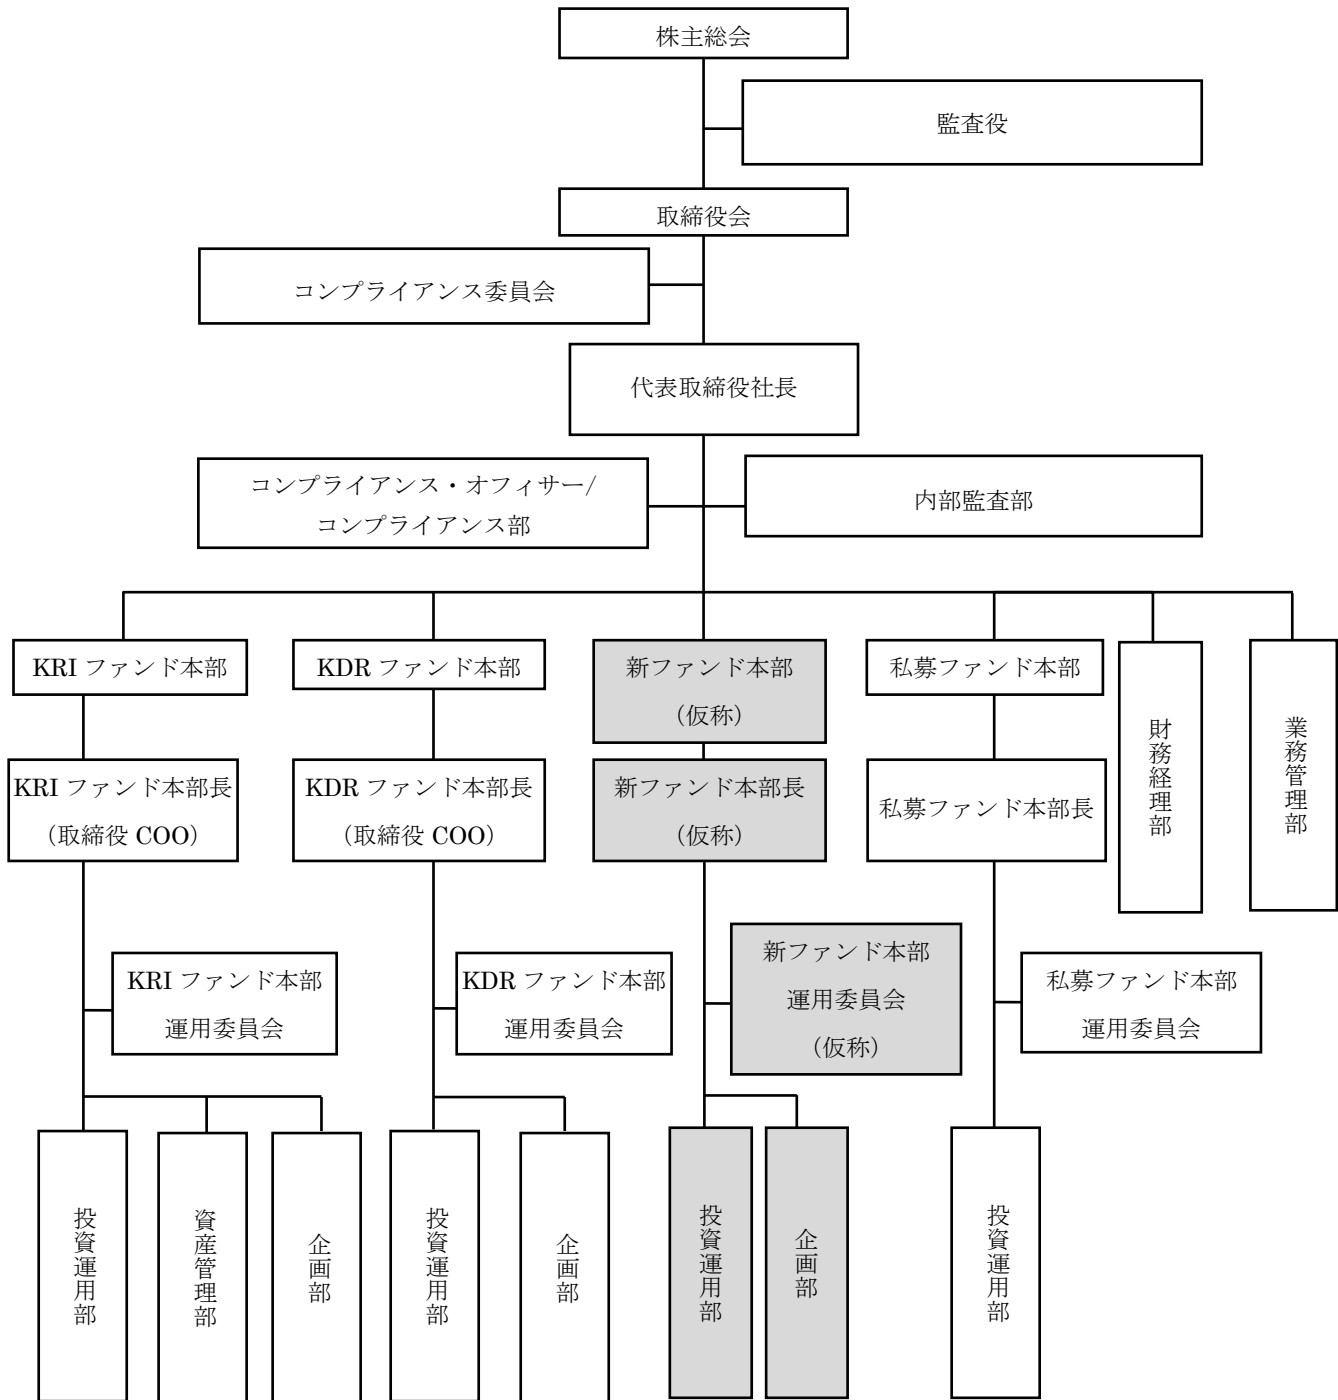 株主総会
監査役
取締役会
コンプライアンス委員会
代表取締役社長
コンプライアンス・オフィサー/
コンプライアンス部
内部監査部
KRI ファンド本部
KDR ファンド本部
新ファンド本部
（仮称）
私募ファンド本部
財務経理部
業務管理部
KRI ファンド本部長
（取締役 COO）
KDR ファンド本部長
（取締役 COO）
新ファンド本部長
（仮称）
私募ファンド本部長
KRI ファンド本部
運用委員会
KDR ファンド本部
運用委員会
新ファンド本部
運用委員会
（仮称）
私募ファンド本部
運用委員会
投資運用部
資産管理部
企画部
投資運用部
企画部
投資運用部
企画部
投資運用部